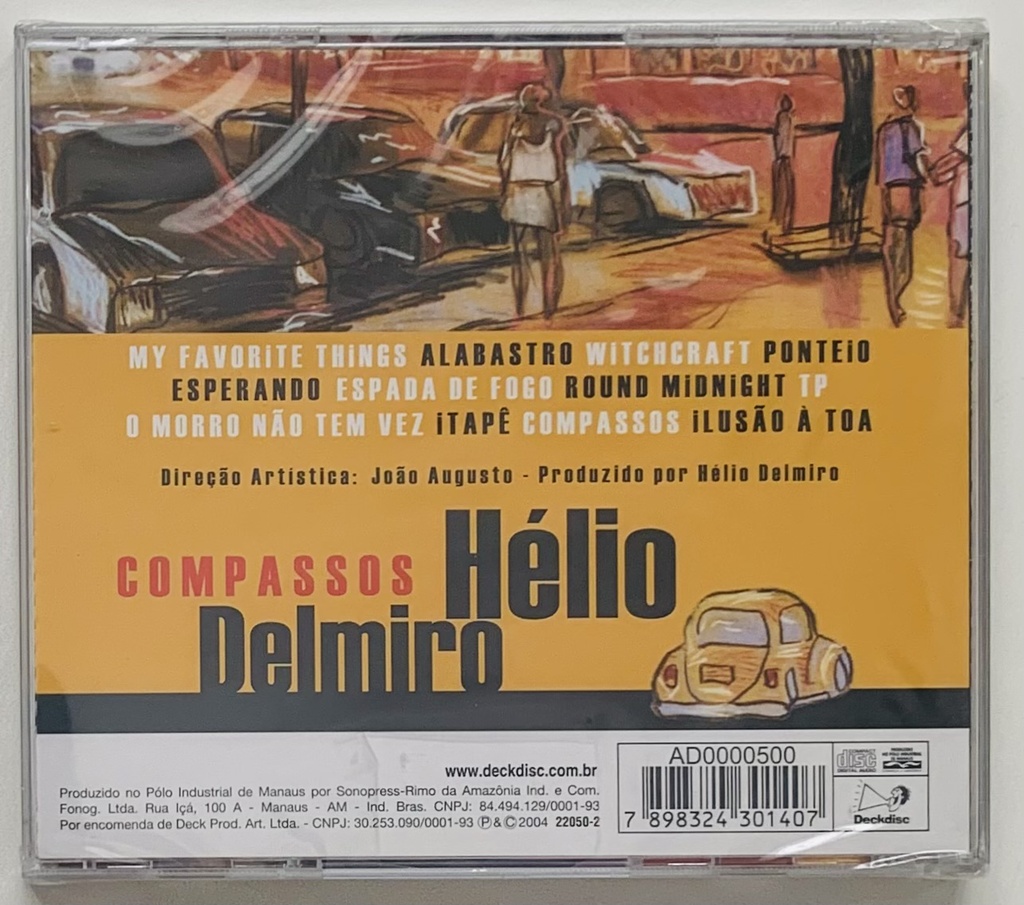 MY FAVORITE THiNGS ALABASTRO WiTCHCRAFT PONTEiO
ESPERANDO ESPADA DE FOGO ROUND MiDNiGHT TP
O MORRO NÃO TEM VEZ iTAPÊ COMPASSOS iLUSÃO À TOA
Direção Artística: João Augusto - Produzido por Hélio Delmiro
COMPASSOS Hélio
Delmiro
www.deckdisc.com.br
Produzido no Pólo Industrial de Manaus por Sonopress-Rimo da Amazônia Ind. e Com.
Fonog. Ltda. Rua Içá, 100 A - Manaus - AM - Ind. Bras. CNPJ: 84.494.129/0001-93
Por encomenda de Deck Prod. Art. Ltda. - CNPJ: 30.253.090/0001-93 Ⓟ&©2004 22050-2
AD0000500
7 898324 301407
COMPACT
disc
DIGITAL AUDIO
Deckdisc